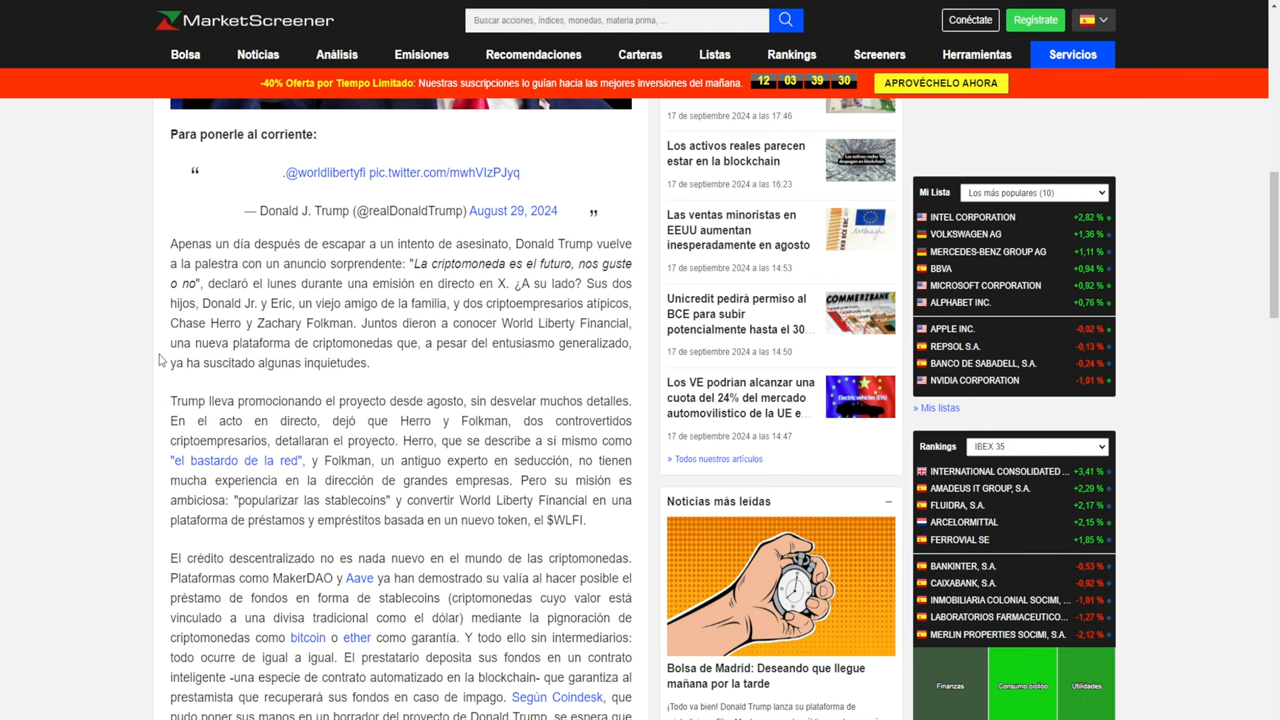 MarketScreener
Buscar acciones, índices, monedas, materia prima, ...
Conéctate
Regístrate
Bolsa
Noticias
Análisis
Emisiones
Recomendaciones
Carteras
Listas
Rankings
Screeners
Herramientas
Servicios
-40% Oferta por Tiempo Limitado: Nuestras suscripciones lo guían hacia las mejores inversiones del mañana.
12 03 39 30
APROVÉCHELO AHORA
Para ponerle al corriente:
“ .@worldlibertyfi pic.twitter.com/mwhVIzPJyq
— Donald J. Trump (@realDonaldTrump) August 29, 2024 ”
Apenas un día después de escapar a un intento de asesinato, Donald Trump vuelve
a la palestra con un anuncio sorprendente: "La criptomoneda es el futuro, nos guste
o no", declaró el lunes durante una emisión en directo en X. ¿A su lado? Sus dos
hijos, Donald Jr. y Eric, un viejo amigo de la familia, y dos criptoempresarios atípicos,
Chase Herro y Zachary Folkman. Juntos dieron a conocer World Liberty Financial,
una nueva plataforma de criptomonedas que, a pesar del entusiasmo generalizado,
ya ha suscitado algunas inquietudes.
Trump lleva promocionando el proyecto desde agosto, sin desvelar muchos detalles.
En el acto en directo, dejó que Herro y Folkman, dos controvertidos
criptoempresarios, detallaran el proyecto. Herro, que se describe a sí mismo como
"el bastardo de la red", y Folkman, un antiguo experto en seducción, no tienen
mucha experiencia en la dirección de grandes empresas. Pero su misión es
ambiciosa: "popularizar las stablecoins" y convertir World Liberty Financial en una
plataforma de préstamos y empréstitos basada en un nuevo token, el $WLFI.
El crédito descentralizado no es nada nuevo en el mundo de las criptomonedas.
Plataformas como MakerDAO y Aave ya han demostrado su valía al hacer posible el
préstamo de fondos en forma de stablecoins (criptomonedas cuyo valor está
vinculado a una divisa tradicional como el dólar) mediante la pignoración de
criptomonedas como bitcoin o ether como garantía. Y todo ello sin intermediarios:
todo ocurre de igual a igual. El prestatario deposita sus fondos en un contrato
inteligente -una especie de contrato automatizado en la blockchain- que garantiza al
prestamista que recuperará sus fondos en caso de impago. Según Coindesk, que
pudo poner sus manos en un borrador del proyecto de Donald Trump, se espera que
17 de septiembre 2024 a las 17:46
Los activos reales parecen
estar en la blockchain
17 de septiembre 2024 a las 16:23
Las ventas minoristas en
EEUU aumentan
inesperadamente en agosto
17 de septiembre 2024 a las 14:53
Unicredit pedirá permiso al
BCE para subir
potencialmente hasta el 30...
COMMERZBANK
17 de septiembre 2024 a las 14:50
Los VE podrían alcanzar una
cuota del 24% del mercado
automovilístico de la UE e...
17 de septiembre 2024 a las 14:47
» Todos nuestros artículos
Noticias más leidas
Bolsa de Madrid: Deseando que llegue
mañana por la tarde
¡Todo va bien! Donald Trump lanza su plataforma de
Mi Lista
Los más populares (10)
INTEL CORPORATION +2,82 %
VOLKSWAGEN AG +1,36 %
MERCEDES-BENZ GROUP AG +1,11 %
BBVA +0,94 %
MICROSOFT CORPORATION +0,92 %
ALPHABET INC. +0,76 %
APPLE INC. -0,02 %
REPSOL S.A. -0,13 %
BANCO DE SABADELL, S.A. -0,24 %
NVIDIA CORPORATION -1,01 %
» Mis listas
Rankings
IBEX 35
INTERNATIONAL CONSOLIDATED ... +3,41 %
AMADEUS IT GROUP, S.A. +2,29 %
FLUIDRA, S.A. +2,17 %
ARCELORMITTAL +2,15 %
FERROVIAL SE +1,85 %
BANKINTER, S.A. -0,53 %
CAIXABANK, S.A. -0,92 %
INMOBILIARIA COLONIAL SOCIMI, ... -1,01 %
LABORATORIOS FARMACEUTICO... -1,27 %
MERLIN PROPERTIES SOCIMI, S.A. -2,12 %
Finanzas
Consumo cíclico
Utilidades